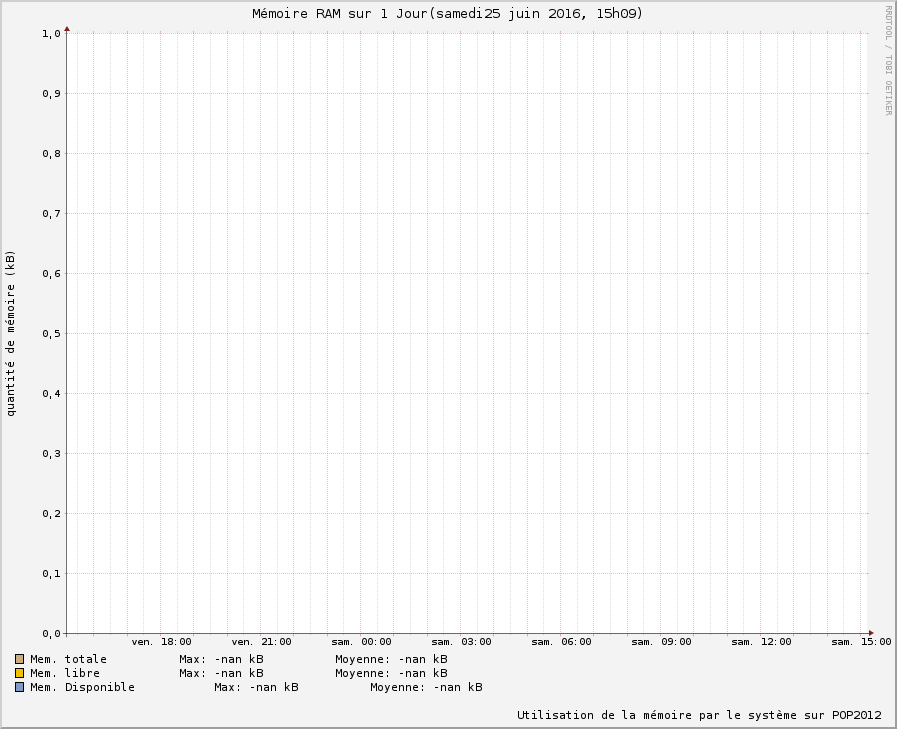 Mémoire RAM sur 1 Jour(samedi25 juin 2016, 15h09)
RRDTOOL / TOBI OETIKER
quantité de mémoire (kB)
1,0
0,9
0,8
0,7
0,6
0,5
0,4
0,3
0,2
0,1
0,0
ven. 18:00 ven. 21:00 sam. 00:00 sam. 03:00 sam. 06:00 sam. 09:00 sam. 12:00 sam. 15:00
Mem. totale Max: -nan kB Moyenne: -nan kB
Mem. libre Max: -nan kB Moyenne: -nan kB
Mem. Disponible Max: -nan kB Moyenne: -nan kB
Utilisation de la mémoire par le système sur POP2012